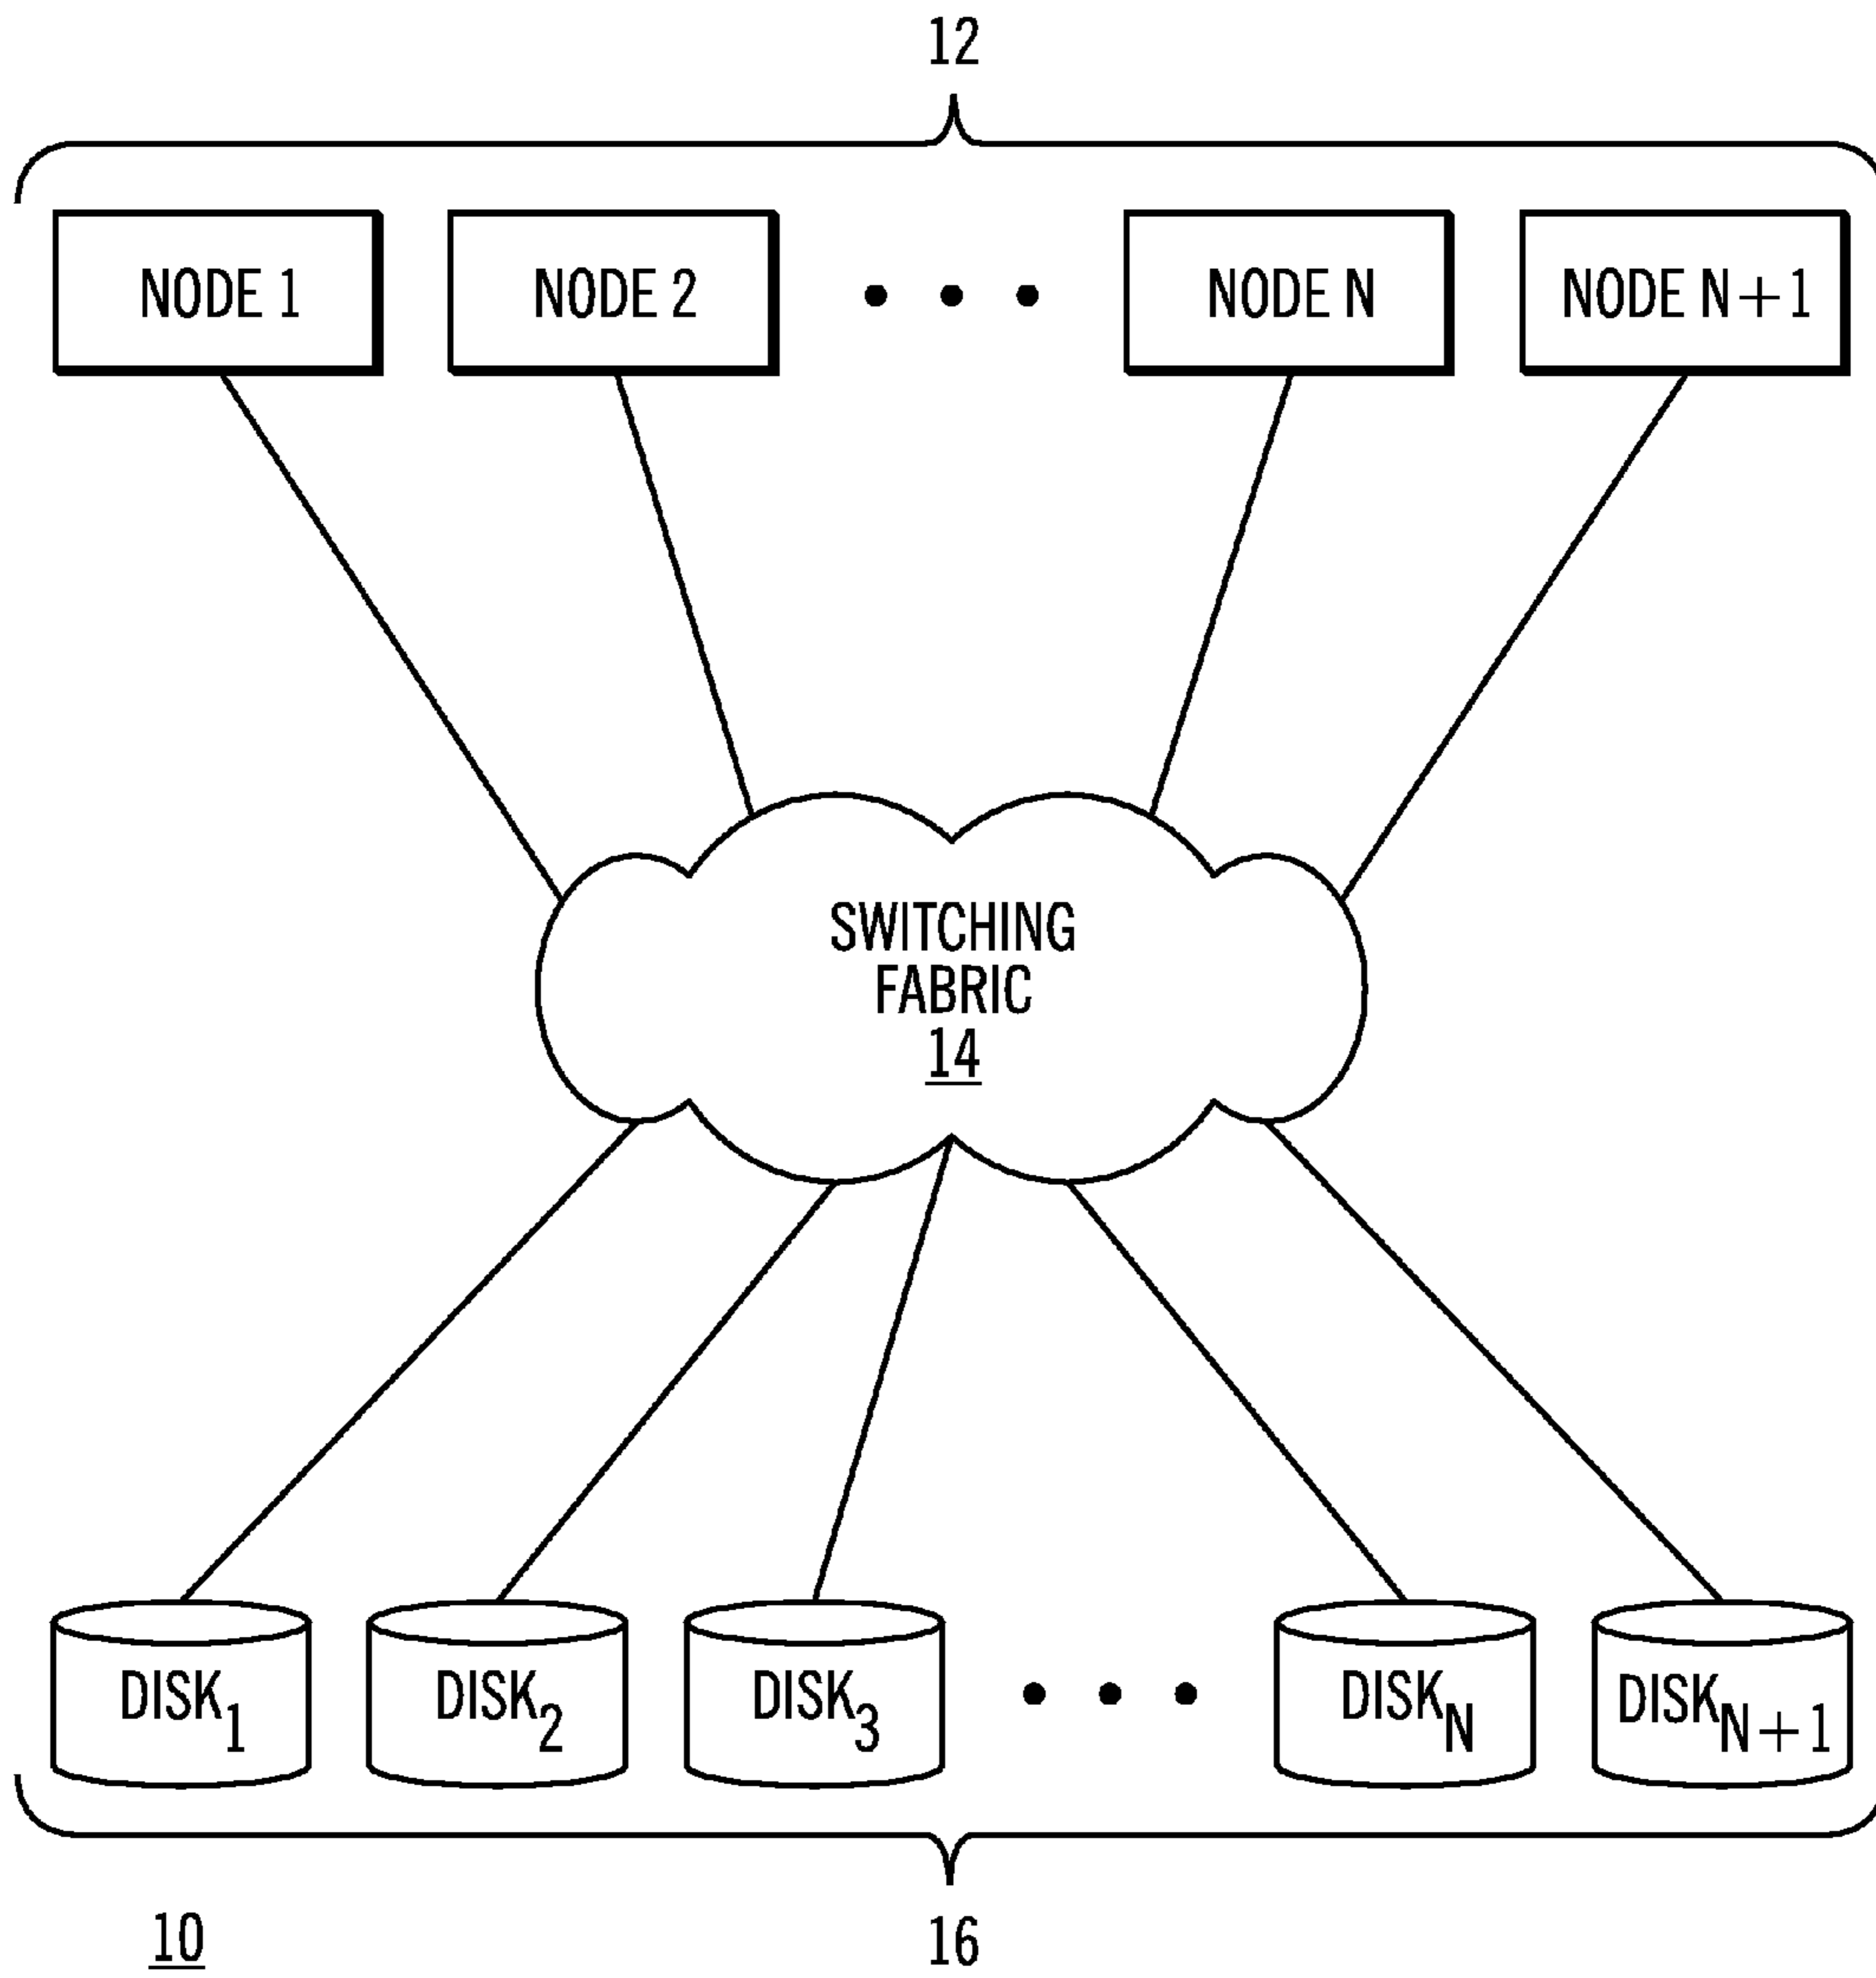 12
NODE 1
NODE 2
NODE N
NODE N+1
SWITCHING
FABRIC
14
DISK1
DISK2
DISK3
DISKN
DISKN+1
10
16